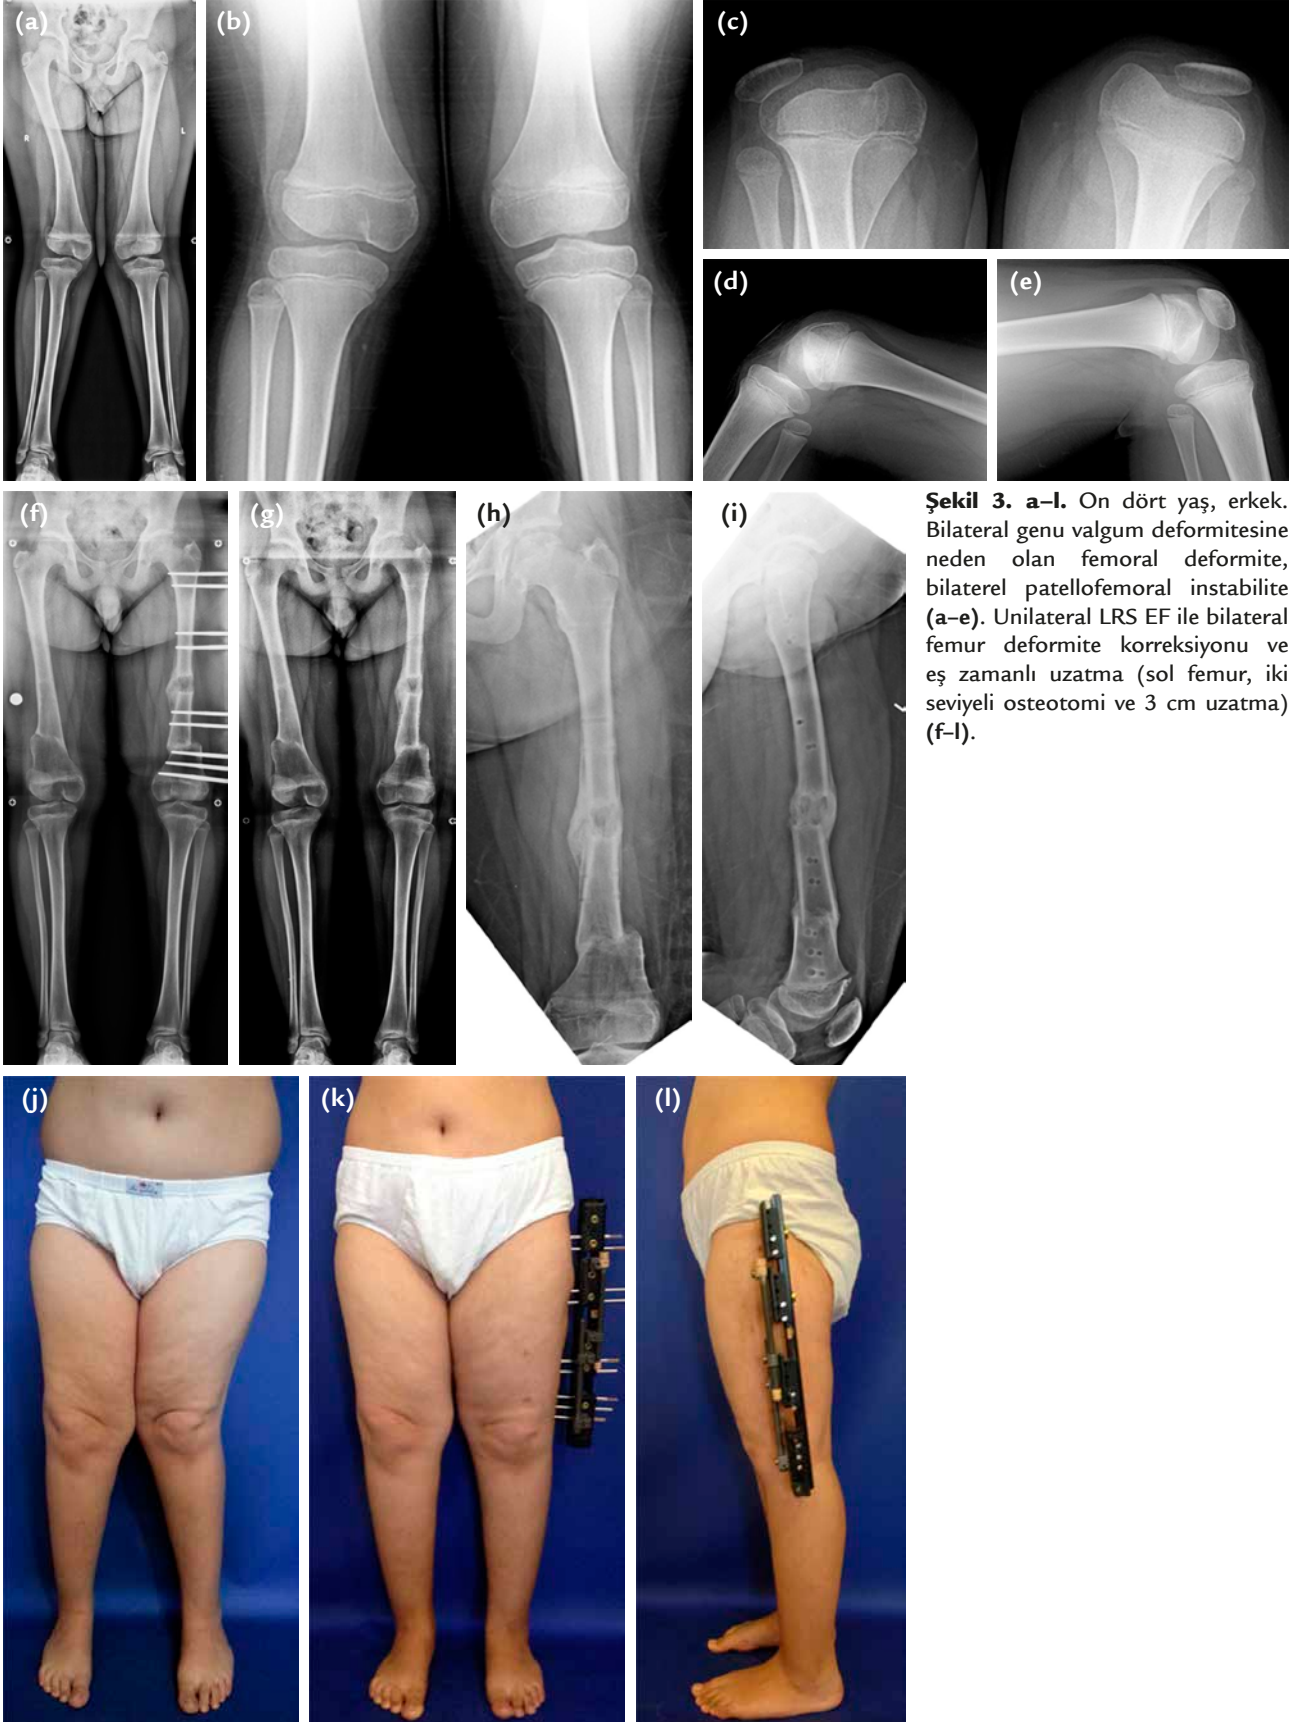 (a)
(b)
(c)
R
L
(d)
(e)
(f)
(g)
(h)
(i)
Şekil 3. a–l. On dört yaş, erkek.
Bilateral genu valgum deformitesine
neden olan femoral deformite,
bilaterel patellofemoral instabilite
(a–e). Unilateral LRS EF ile bilateral
femur deformite korreksiyonu ve
eş zamanlı uzatma (sol femur, iki
seviyeli osteotomi ve 3 cm uzatma)
(f–l).
(j)
(k)
(l)